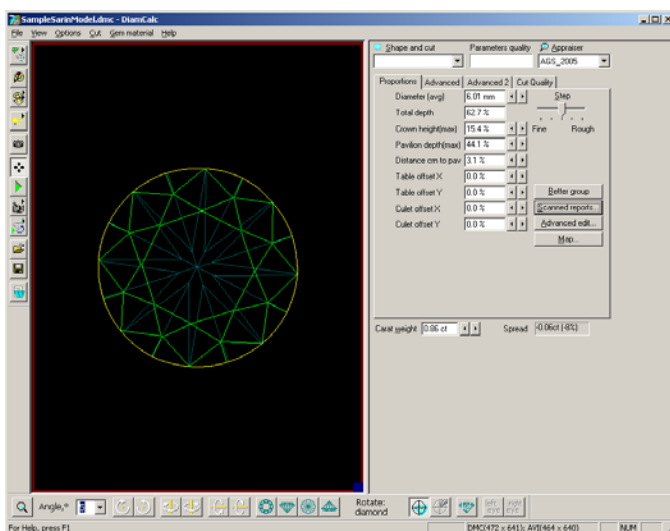 SampleSarinModel.dmc - DiamCalc
File View Options Cut Gem material Help
Shape and cut Parameters quality Appraiser
AGS_2005
Proportions Advanced Advanced 2 Cut Quality
Diameter (avg) 6.01 mm Step
Total depth 62.7 %
Crown height(max) 15.4 % Fine Rough
Pavilion depth(max) 44.1 %
Distance crn to pav 3.1 %
Table offset X 0.0 %
Table offset Y 0.0 % Better group
Culet offset X 0.0 % Scanned reports...
Culet offset Y 0.0 % Advanced edit...
Map...
Carat weight 0.86 ct Spread -0.06ct (-8%)
Angle,° Rotate: diamond left eye right eye
For Help, press F1 DMC(472 x 641); AVI(464 x 640) NUM